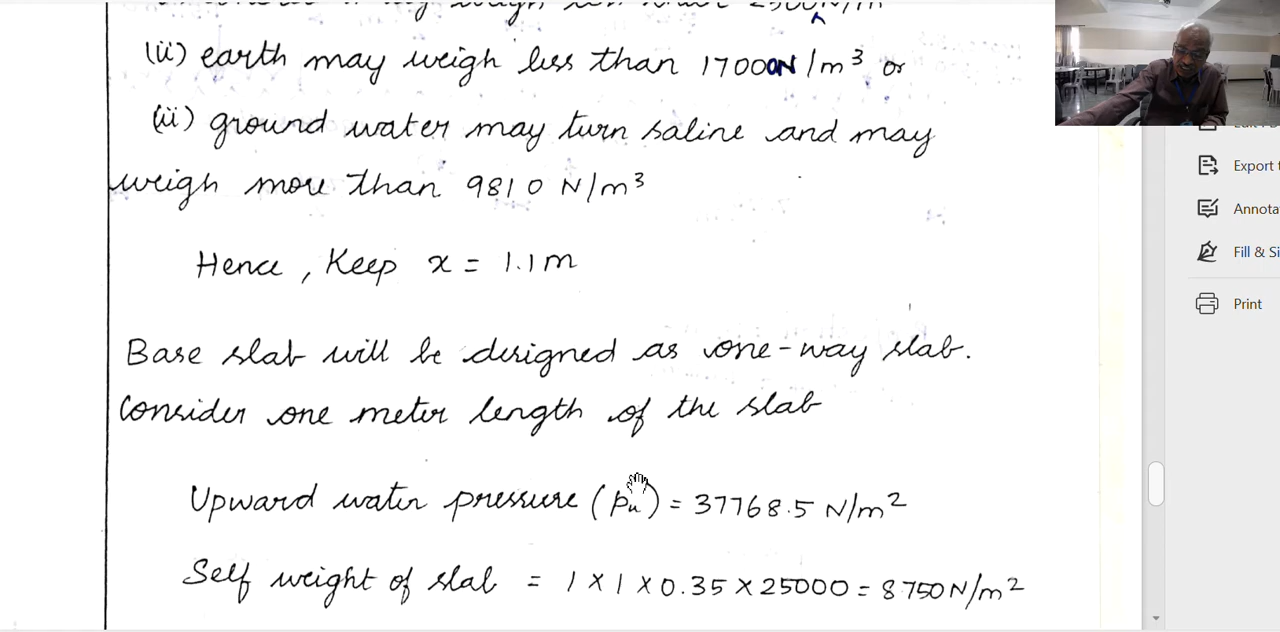 (ii) earth may weigh less than 17000N/m³ or
(ii) ground water may turn saline and may
weigh more than 9810 N/m³
Hence, Keep x = 1.1m
Base slab will be designed as one-way slab.
Consider one meter length of the slab
Upward water pressure (pu) = 37768.5 N/m²
Self weight of slab = 1 × 1 × 0.35 × 25000 = 8750N/m²
Export t
Annota
Fill & Si
Print